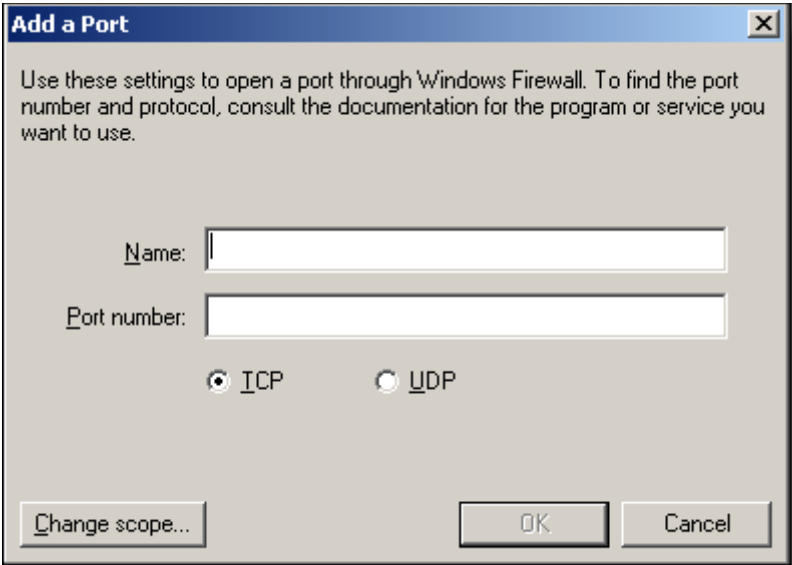 Add a Port
Use these settings to open a port through Windows Firewall. To find the port
number and protocol, consult the documentation for the program or service you
want to use.
Name:
Port number:
TCP UDP
Change scope... OK Cancel